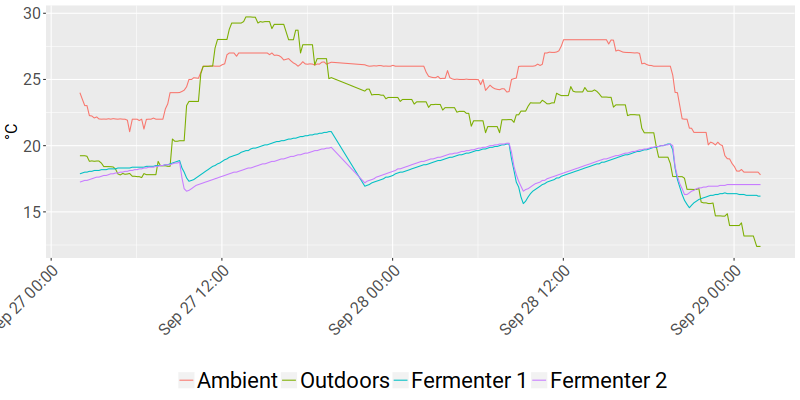 30
25
20
15
°C
27 00:00
Sep 27 12:00
Sep 28 00:00
Sep 28 12:00
Sep 29 00:00
Ambient Outdoors Fermenter 1 Fermenter 2